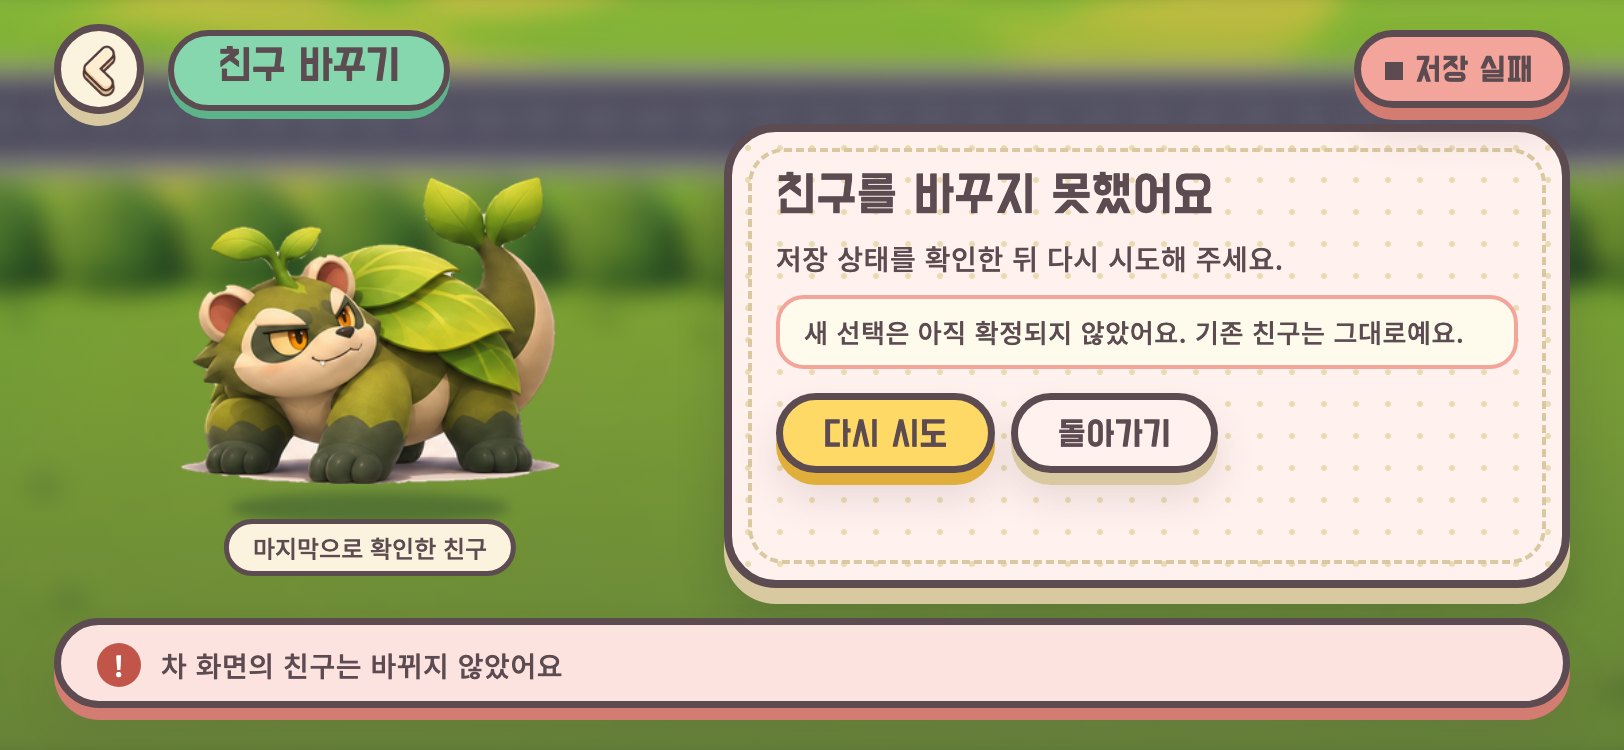 친구 바꾸기
저장 실패
친구를 바꾸지 못했어요
저장 상태를 확인한 뒤 다시 시도해 주세요.
새 선택은 아직 확정되지 않았어요. 기존 친구는 그대로예요.
다시 시도
돌아가기
마지막으로 확인한 친구
차 화면의 친구는 바뀌지 않았어요